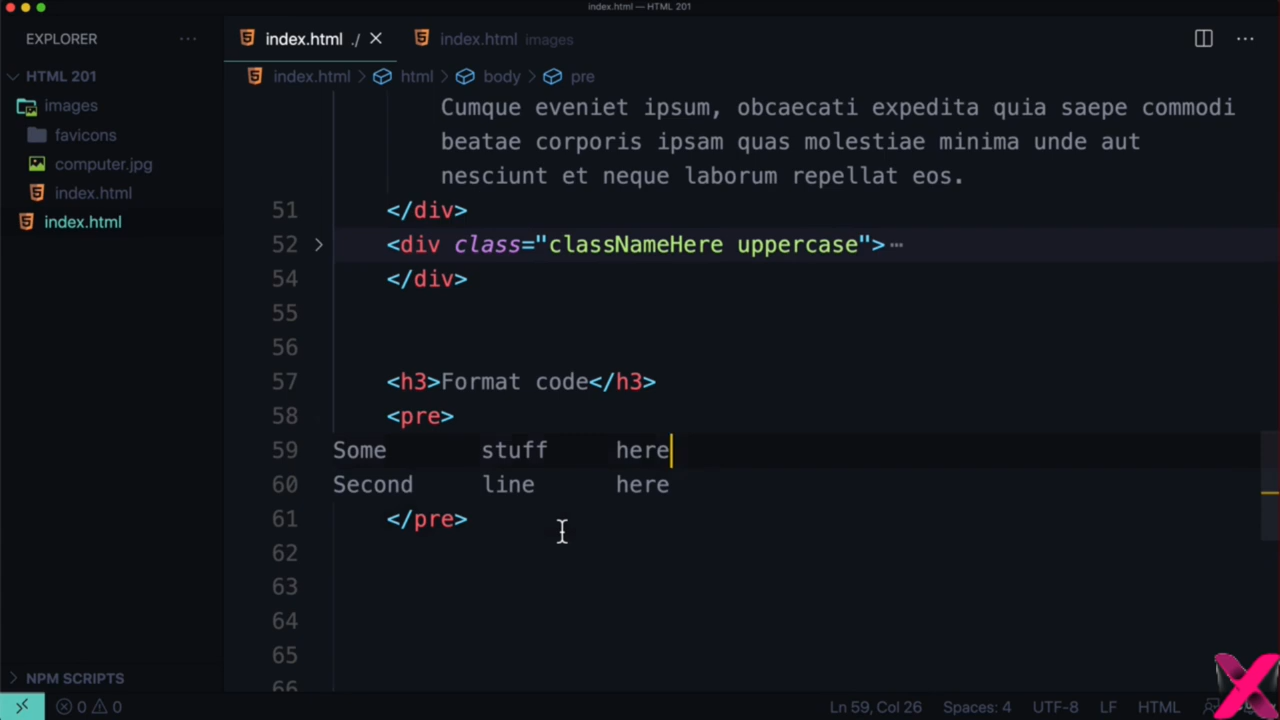 index.html — HTML 201
EXPLORER
index.html ./
index.html images
HTML 201
index.html > html > body > pre
images
favicons
computer.jpg
index.html
index.html
Cumque eveniet ipsum, obcaecati expedita quia saepe commodi
beatae corporis ipsam quas molestiae minima unde aut
nesciunt et neque laborum repellat eos.
51 </div>
52 <div class="classNameHere uppercase">
54 </div>
55
56
57 <h3>Format code</h3>
58 <pre>
59 Some stuff here
60 Second line here
61 </pre>
62
63
64
65
66
NPM SCRIPTS
0 0 Ln 59, Col 26 Spaces: 4 UTF-8 LF HTML